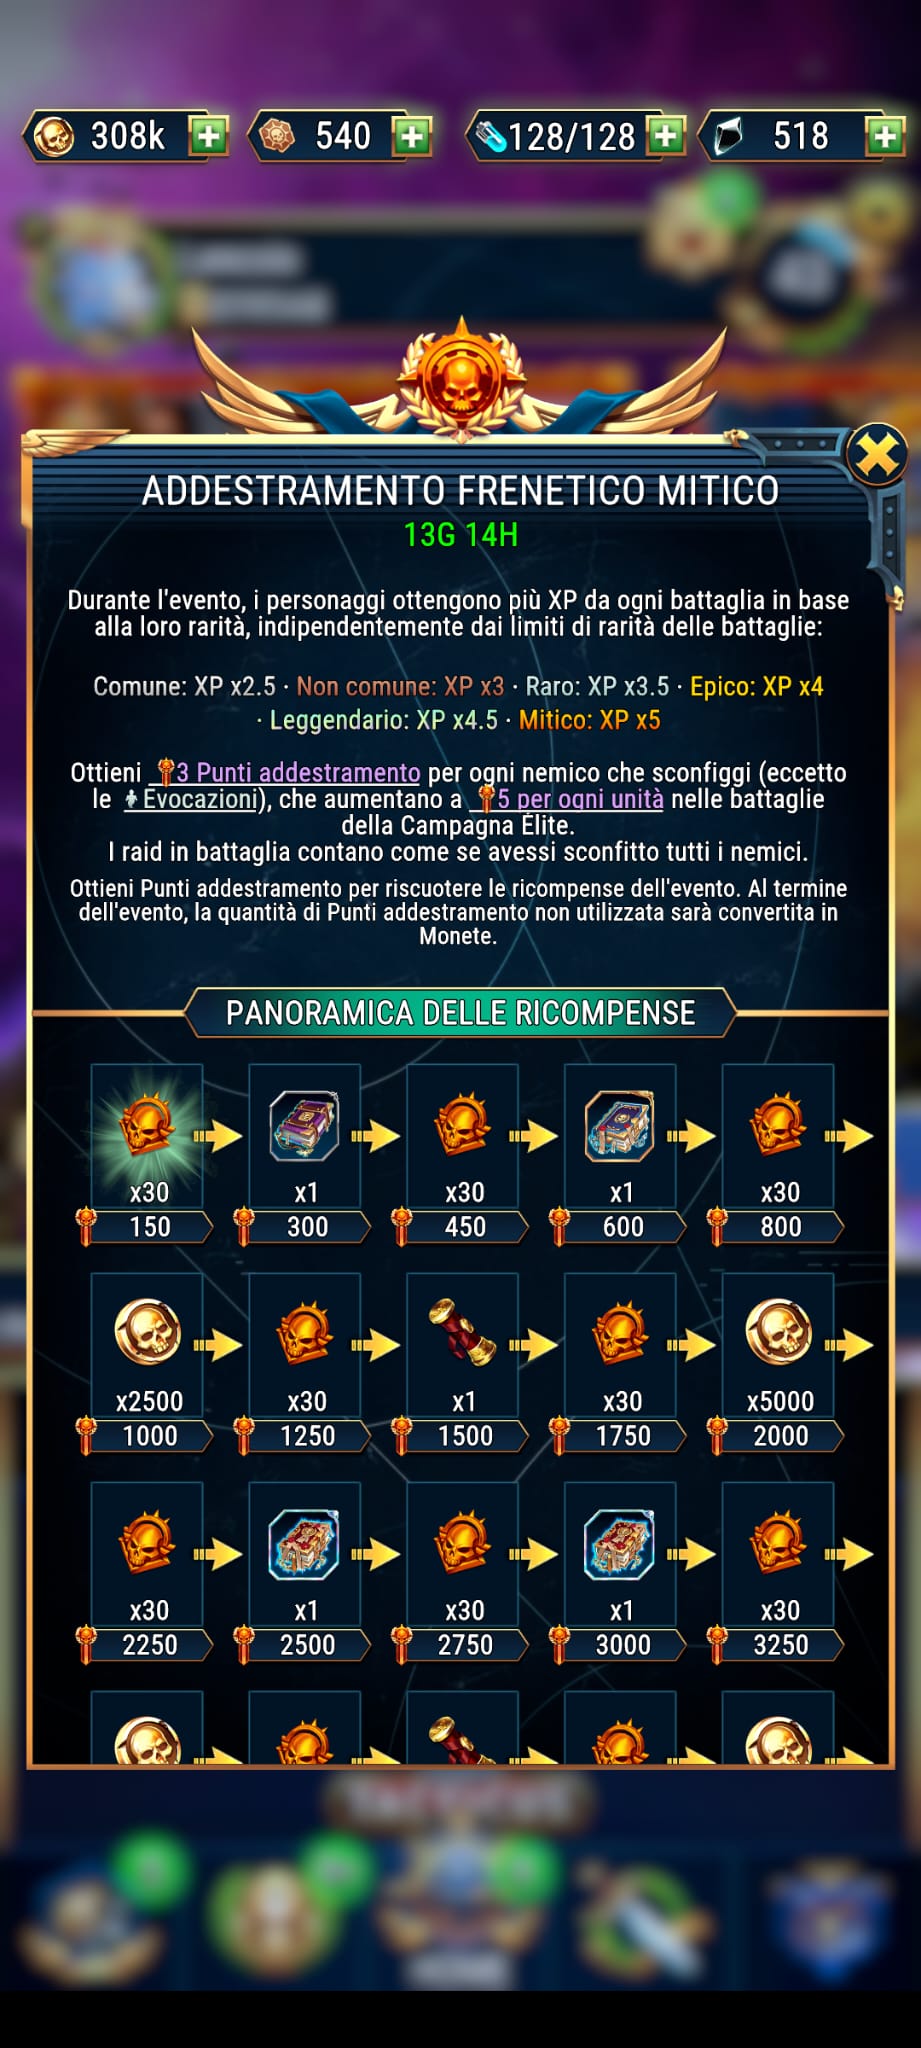 308k 540 128/128 518
ADDESTRAMENTO FRENETICO MITICO
13G 14H
Durante l'evento, i personaggi ottengono più XP da ogni battaglia in base
alla loro rarità, indipendentemente dai limiti di rarità delle battaglie:
Comune: XP x2.5 · Non comune: XP x3 · Raro: XP x3.5 · Epico: XP x4
· Leggendario: XP x4.5 · Mitico: XP x5
Ottieni 3 Punti addestramento per ogni nemico che sconfiggi (eccetto
le Evocazioni), che aumentano a 5 per ogni unità nelle battaglie
della Campagna Élite.
I raid in battaglia contano come se avessi sconfitto tutti i nemici.
Ottieni Punti addestramento per riscuotere le ricompense dell'evento. Al termine
dell'evento, la quantità di Punti addestramento non utilizzata sarà convertita in
Monete.
PANORAMICA DELLE RICOMPENSE
x30 x1 x30 x1 x30
150 300 450 600 800
x2500 x30 x1 x30 x5000
1000 1250 1500 1750 2000
x30 x1 x30 x1 x30
2250 2500 2750 3000 3250